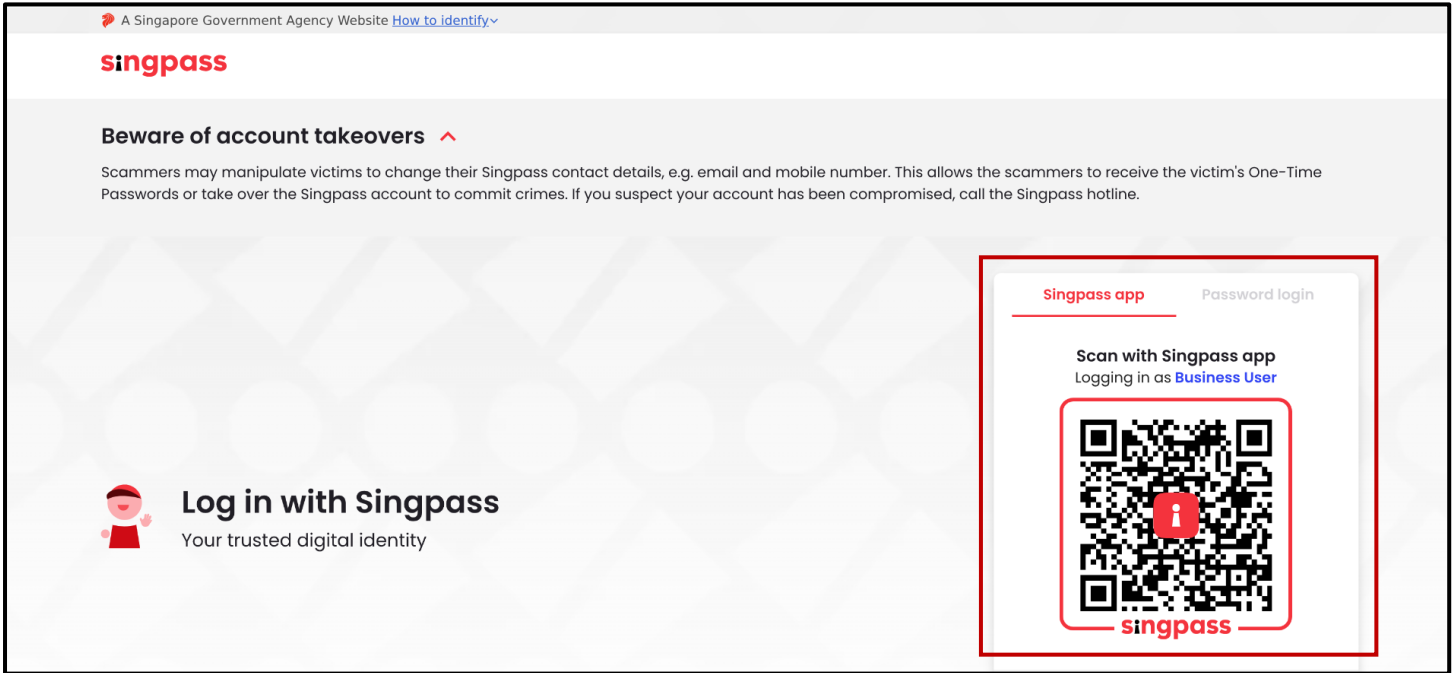 A Singapore Government Agency Website How to identify
singpass
Beware of account takeovers
Scammers may manipulate victims to change their Singpass contact details, e.g. email and mobile number. This allows the scammers to receive the victim's One-Time
Passwords or take over the Singpass account to commit crimes. If you suspect your account has been compromised, call the Singpass hotline.
Singpass app
Password login
Scan with Singpass app
Logging in as Business User
singpass
Log in with Singpass
Your trusted digital identity